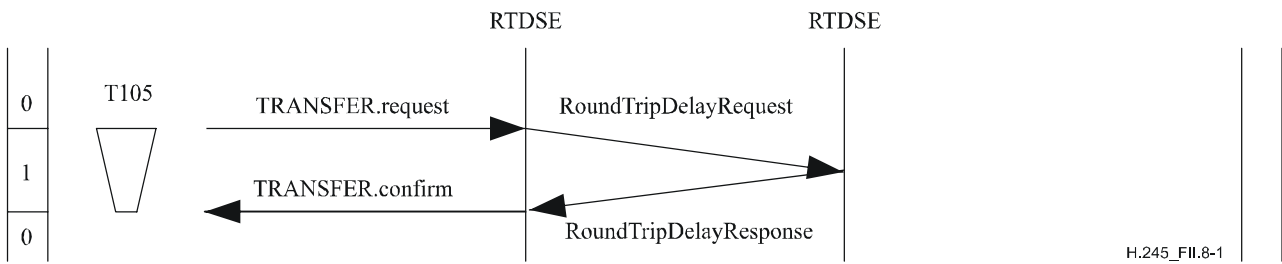 RTDSE RTDSE
0 T105 TRANSFER.request RoundTripDelayRequest
1 TRANSFER.confirm
0 RoundTripDelayResponse
H.245_FII.8-1